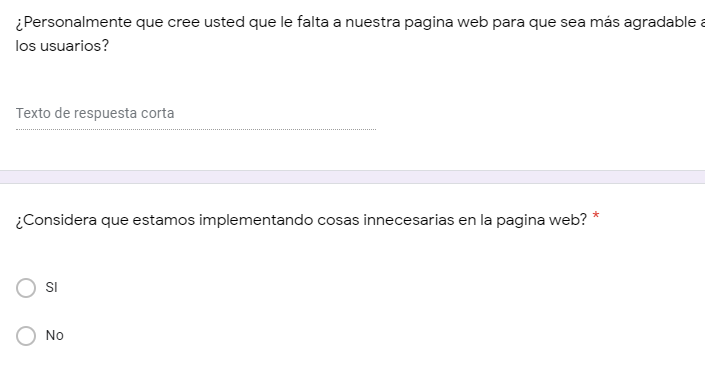 ¿Personalmente que cree usted que le falta a nuestra pagina web para que sea más agradable a
los usuarios?
Texto de respuesta corta
¿Considera que estamos implementando cosas innecesarias en la pagina web? *
SI
No